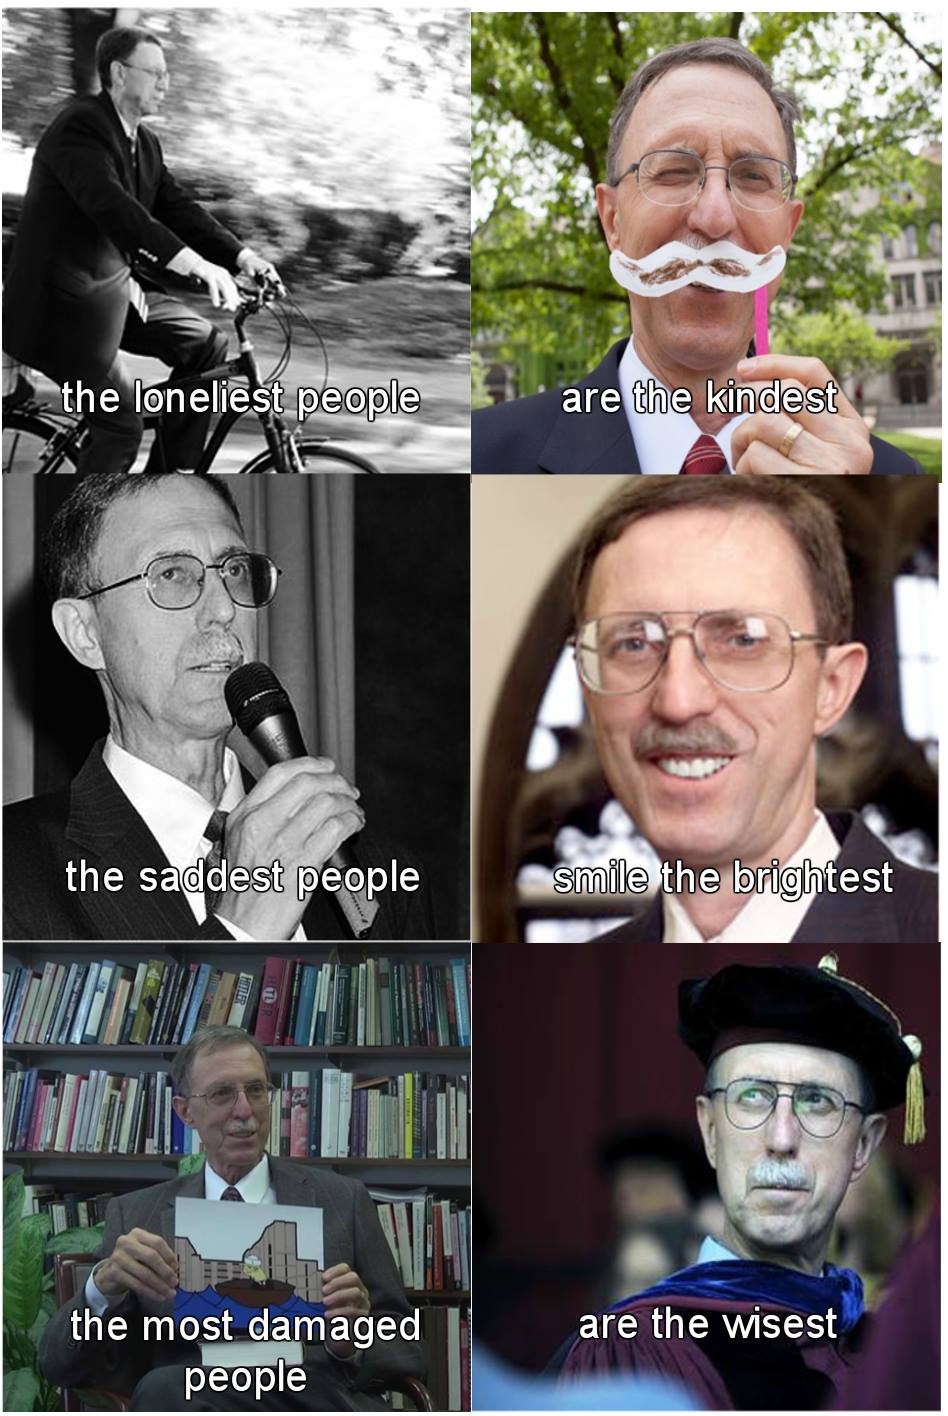 the loneliest people
are the kindest
the saddest people
smile the brightest
HITLER
the most damaged
people
are the wisest